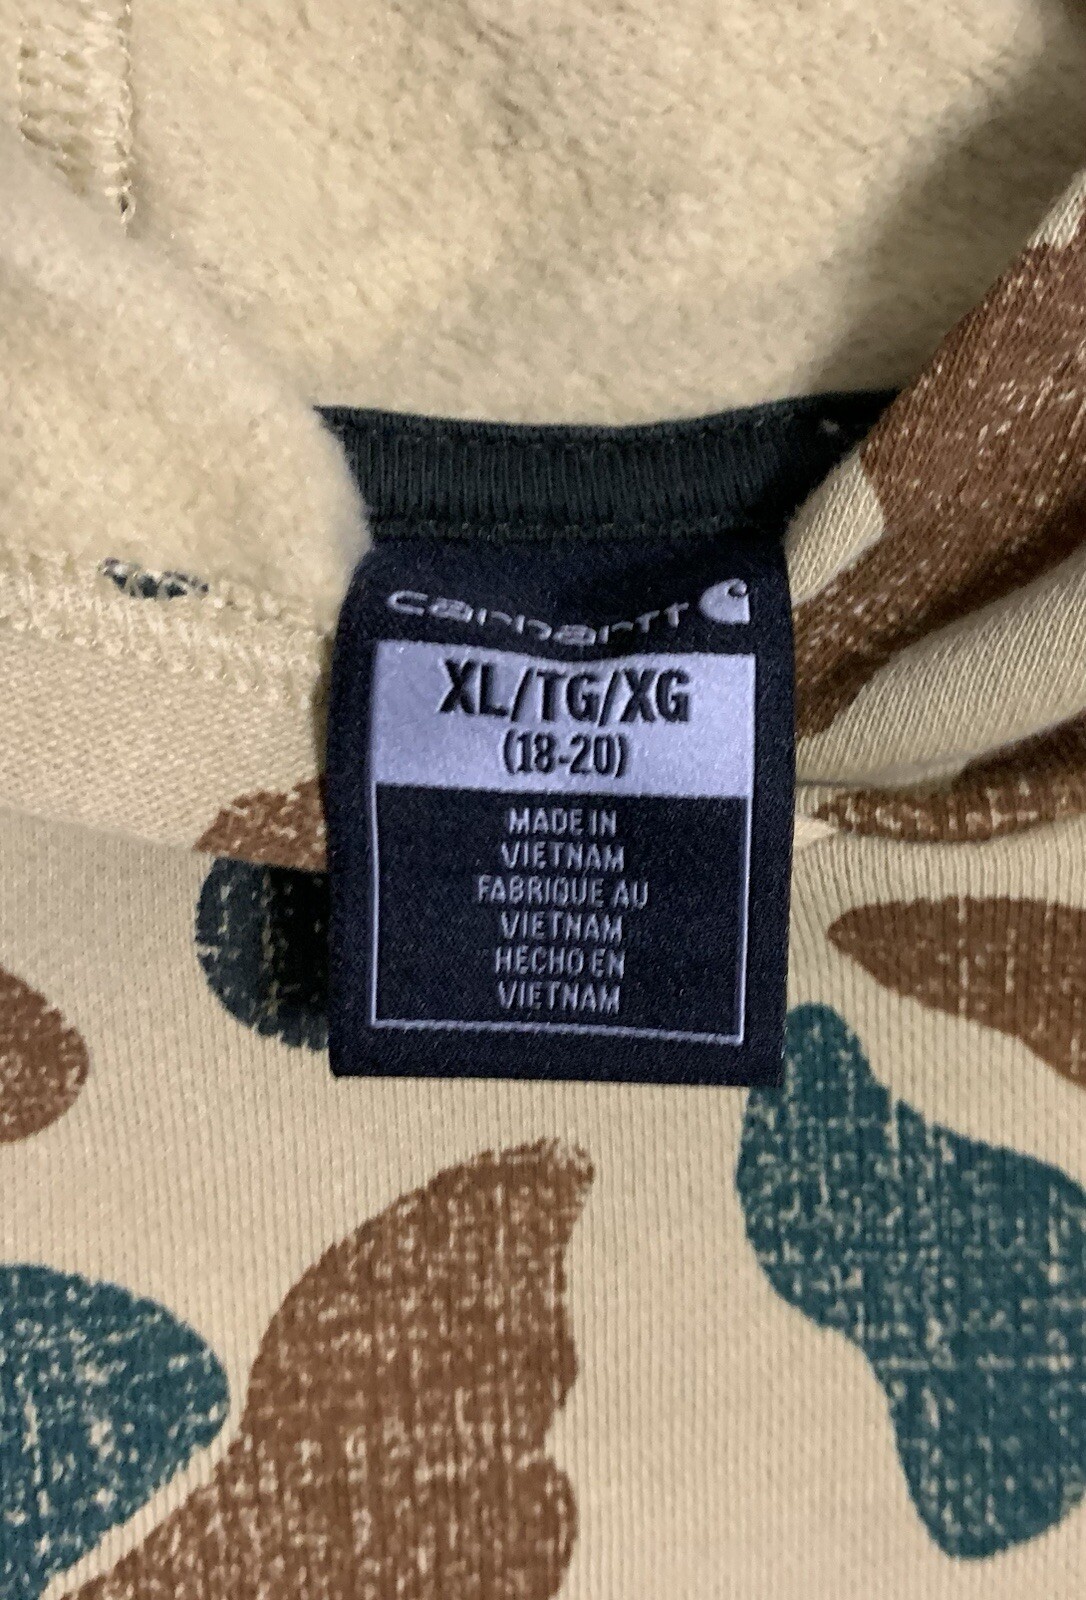 carhartt
XL/TG/XG
(18-20)
MADE IN
VIETNAM
FABRIQUE AU
VIETNAM
HECHO EN
VIETNAM